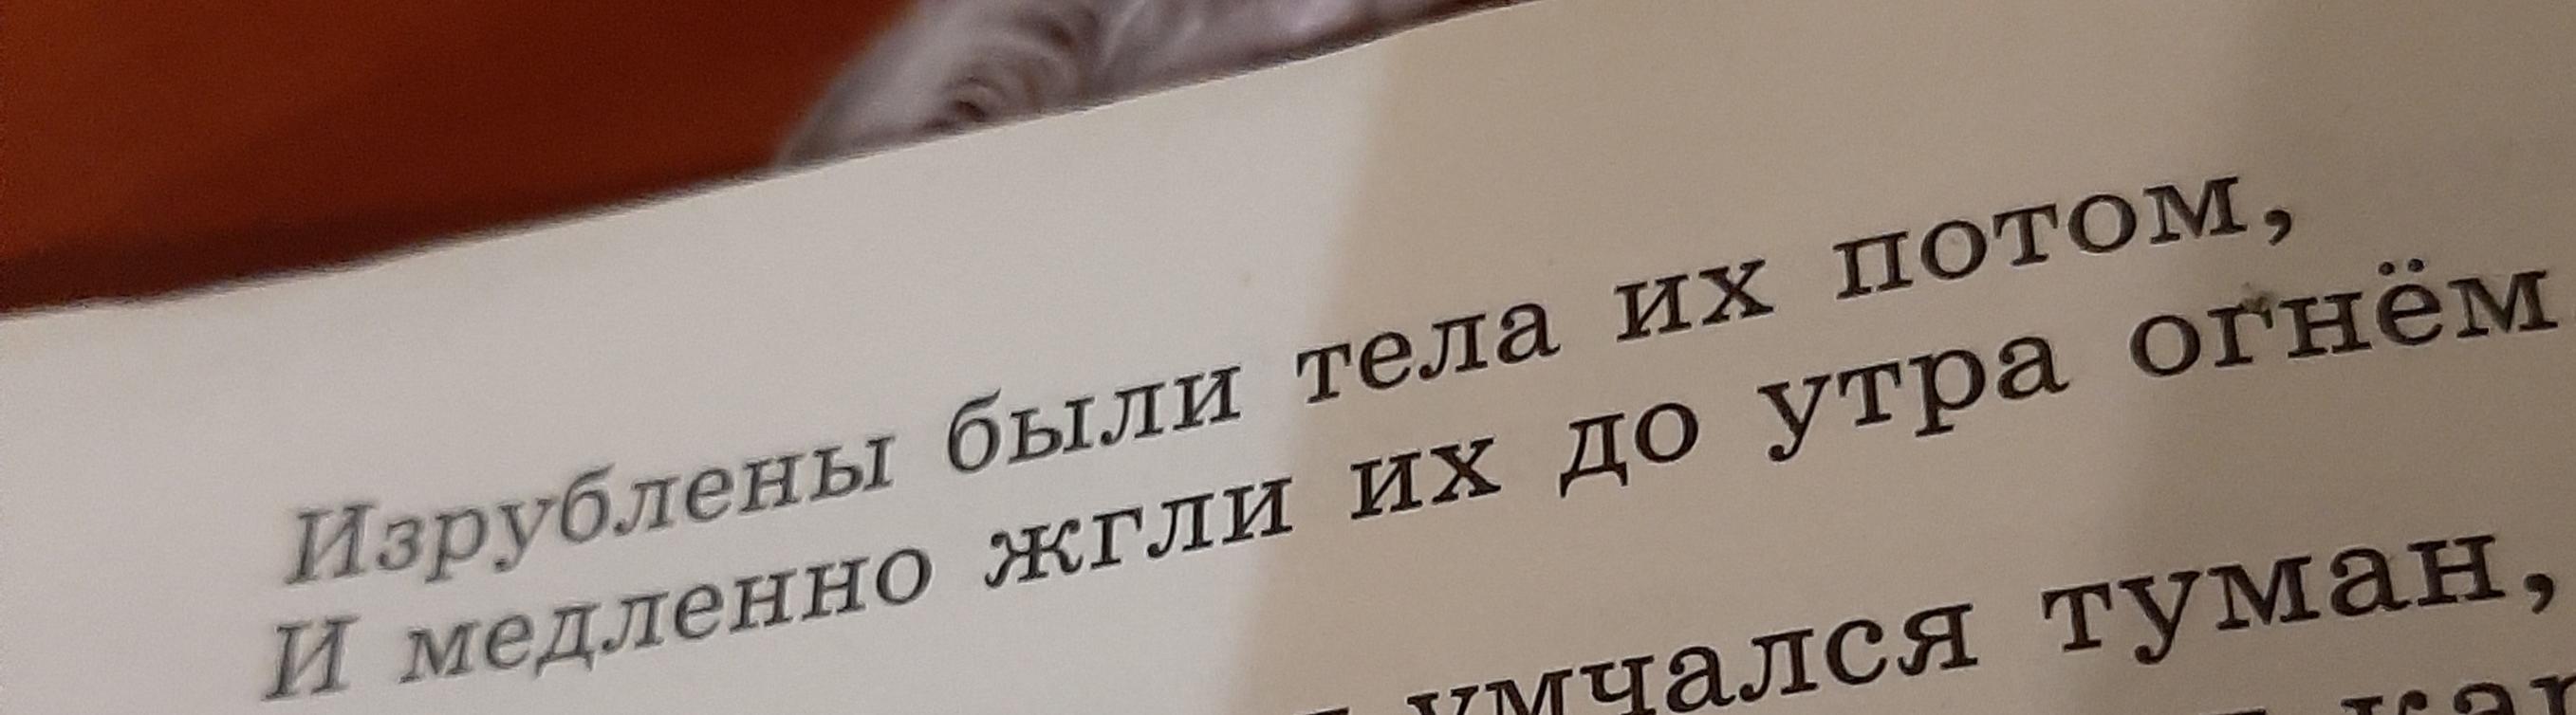 Изрублены были тела их потом,
И медленно жгли их до утра огнём
умчался туман,